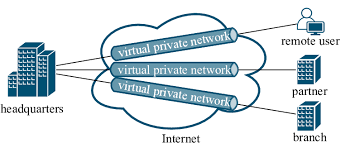 virtual private network
remote user
virtual private network
partner
headquarters
virtual private network
branch
Internet